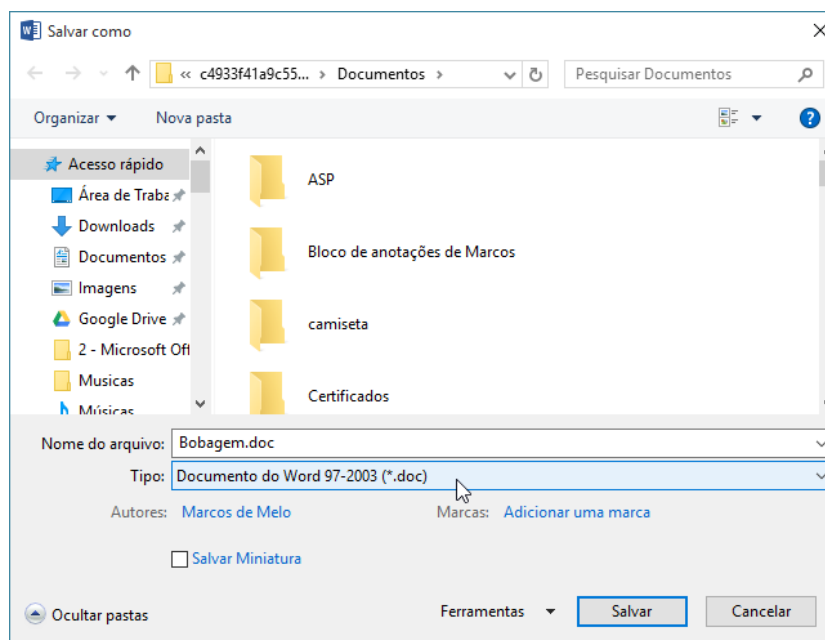 Salvar como
« c4933f41a9c55... › Documentos ›
Pesquisar Documentos
Organizar
Nova pasta
Acesso rápido
Área de Traba
Downloads
Documentos
Imagens
Google Drive
2 - Microsoft Off
Musicas
Músicas
ASP
Bloco de anotações de Marcos
camiseta
Certificados
Nome do arquivo: Bobagem.doc
Tipo: Documento do Word 97-2003 (*.doc)
Autores: Marcos de Melo
Marcas: Adicionar uma marca
Salvar Miniatura
Ocultar pastas
Ferramentas
Salvar
Cancelar